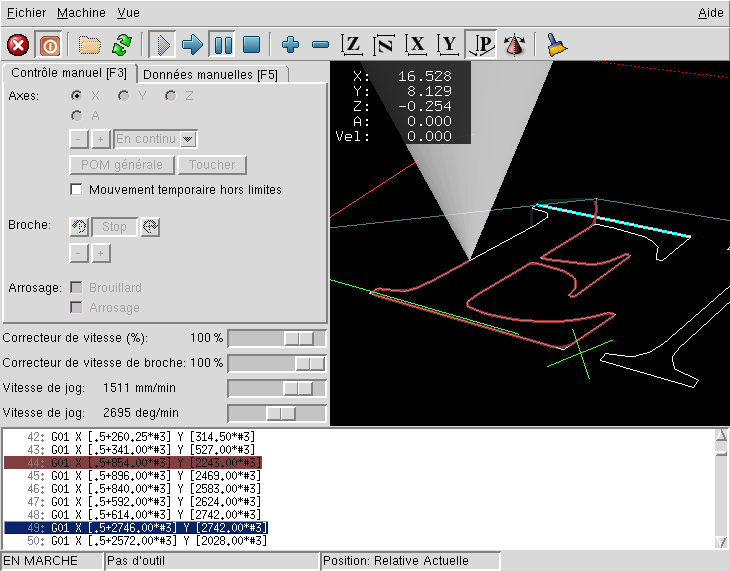 Fichier Machine Vue Aide
Z N X Y P
Contrôle manuel [F3] Données manuelles [F5]
Axes: X Y Z
A
- + En continu
POM générale Toucher
Mouvement temporaire hors limites
Broche: Stop
- +
Arrosage: Brouillard
Arrosage
Correcteur de vitesse (%): 100 %
Correcteur de vitesse de broche: 100 %
Vitesse de jog: 1511 mm/min
Vitesse de jog: 2695 deg/min
X: 16.528
Y: 8.129
Z: -0.254
A: 0.000
Vel: 0.000
42: G01 X [.5+260.25*#3] Y [314.50*#3]
43: G01 X [.5+341.00*#3] Y [527.00*#3]
44: G01 X [.5+854.00*#3] Y [2243.00*#3]
45: G01 X [.5+896.00*#3] Y [2469.00*#3]
46: G01 X [.5+840.00*#3] Y [2583.00*#3]
47: G01 X [.5+592.00*#3] Y [2624.00*#3]
48: G01 X [.5+614.00*#3] Y [2742.00*#3]
49: G01 X [.5+2746.00*#3] Y [2742.00*#3]
50: G01 X [.5+2572.00*#3] Y [2028.00*#3]
EN MARCHE Pas d'outil Position: Relative Actuelle